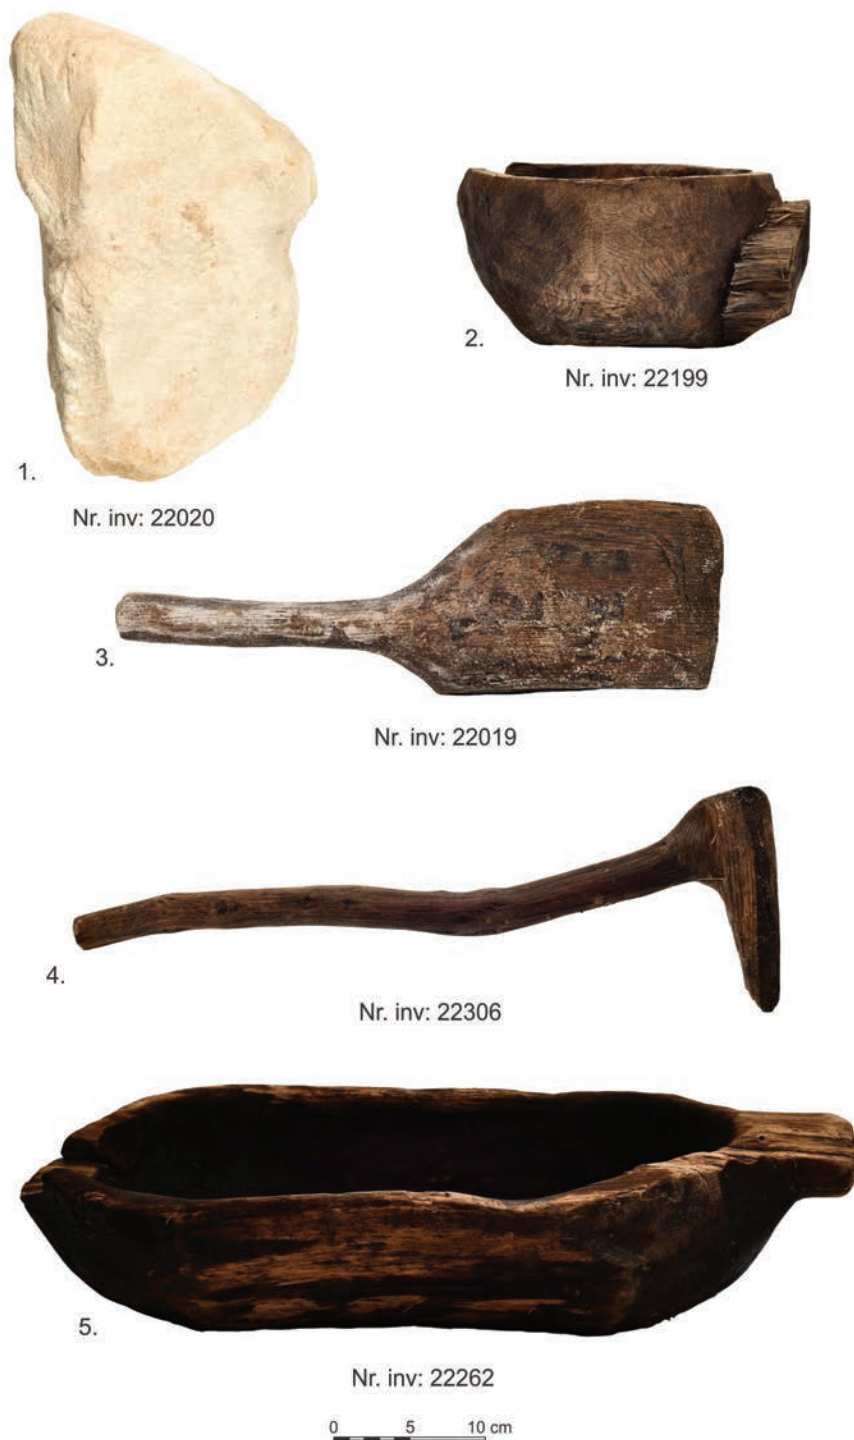 1.
Nr. inv: 22020
2.
Nr. inv: 22199
3.
Nr. inv: 22019
4.
Nr. inv: 22306
5.
Nr. inv: 22262
0 5 10 cm